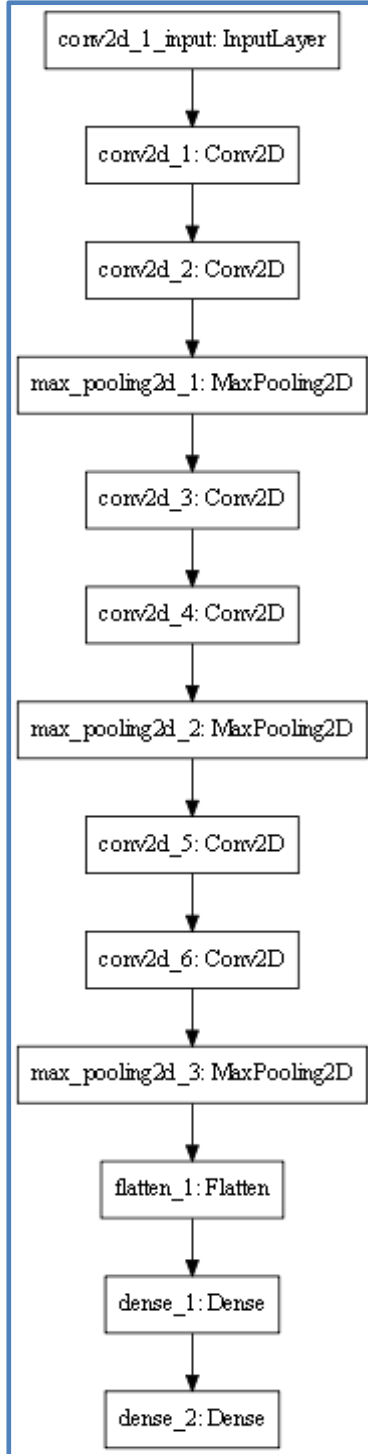 conv2d_1_input: InputLayer
conv2d_1: Conv2D
conv2d_2: Conv2D
max_pooling2d_1: MaxPooling2D
conv2d_3: Conv2D
conv2d_4: Conv2D
max_pooling2d_2: MaxPooling2D
conv2d_5: Conv2D
conv2d_6: Conv2D
max_pooling2d_3: MaxPooling2D
flatten_1: Flatten
dense_1: Dense
dense_2: Dense